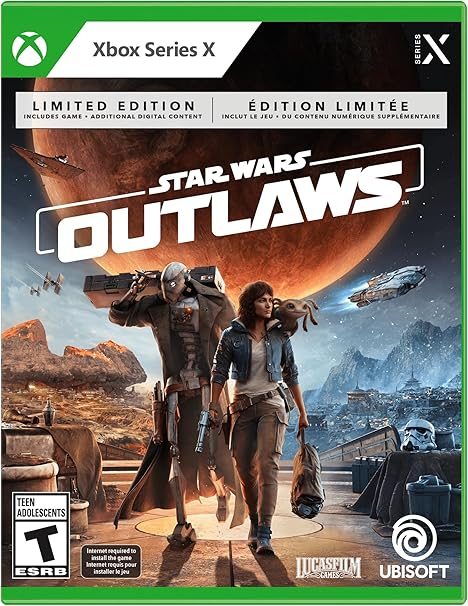 Xbox Series X
SERIES X
LIMITED EDITION
INCLUDES GAME • ADDITIONAL DIGITAL CONTENT
ÉDITION LIMITÉE
INCLUT LE JEU • DU CONTENU NUMÉRIQUE SUPPLÉMENTAIRE
STAR WARS
OUTLAWS™
TEEN
ADOLESCENTS
T
ESRB
Internet required to
install the game
Internet requis pour
installer le jeu
LUCASFILM
GAMES
UBISOFT